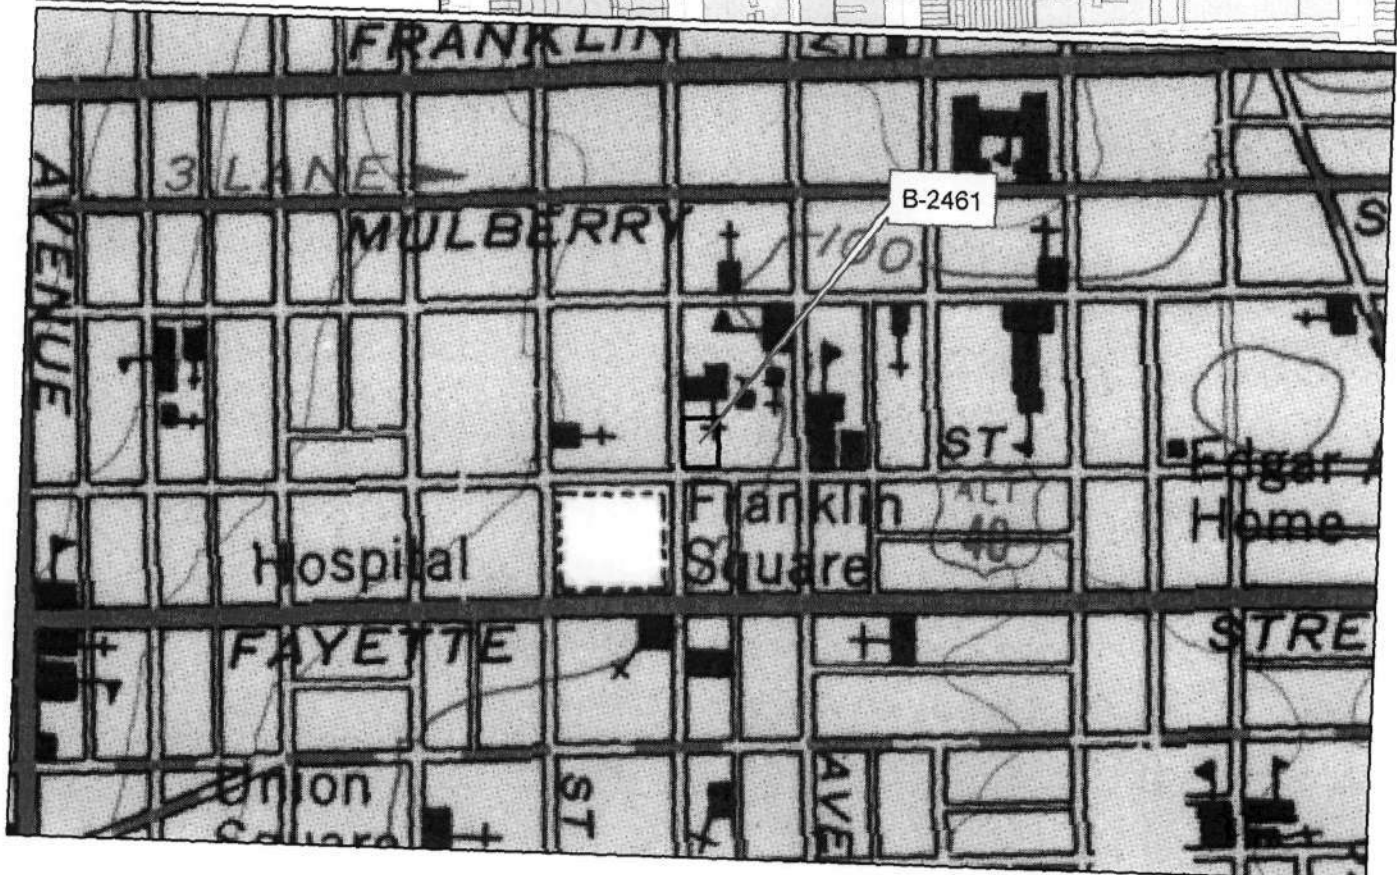 FRANKLIN
AVENUE
3 LANE
MULBERRY
B-2461
100
S
ST
Edgar A
Home
ALT
40
Franklin
Square
Hospital
FAYETTE
STRE
Union
Square
ST
AVE